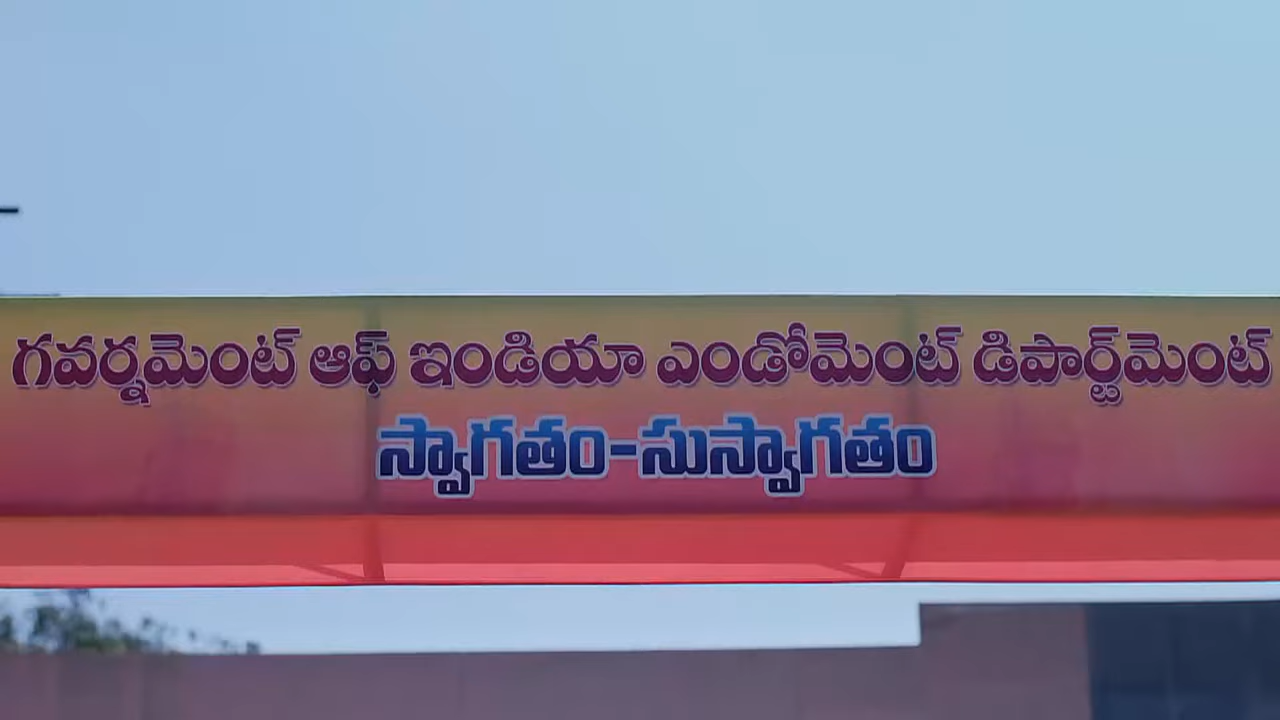 గవర్నమెంట్ ఆఫ్ ఇండియా ఎండోమెంట్ డిపార్ట్‌మెంట్
స్వాగతం-సుస్వాగతం